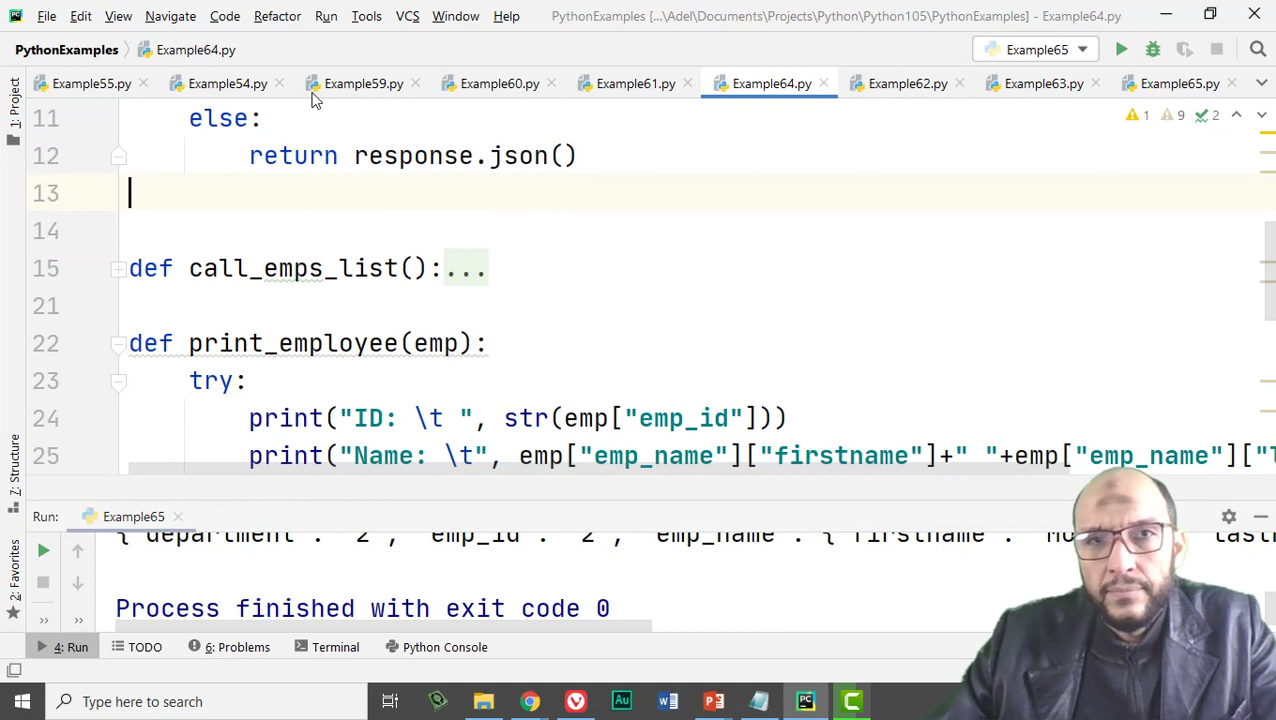 File Edit View Navigate Code Refactor Run Tools VCS Window Help PythonExamples [...\Adel\Documents\Projects\Python\Python105\PythonExamples] - Example64.py
PythonExamples Example64.py Example65
1: Project
Example55.py Example54.py Example59.py Example60.py Example61.py Example64.py Example62.py Example63.py Example65.py
11 else: 1 9 2
12 return response.json()
13
14
15 def call_emps_list():...
21
22 def print_employee(emp):
23 try:
24 print("ID: \t ", str(emp["emp_id"]))
25 print("Name: \t", emp["emp_name"]["firstname"]+" "+emp["emp_name"]["
7: Structure
2: Favorites
Run: Example65
{'department': '2', 'emp_id': '2', 'emp_name': {'firstname':
Process finished with exit code 0
4: Run TODO 6: Problems Terminal Python Console
Type here to search Au W P PC C